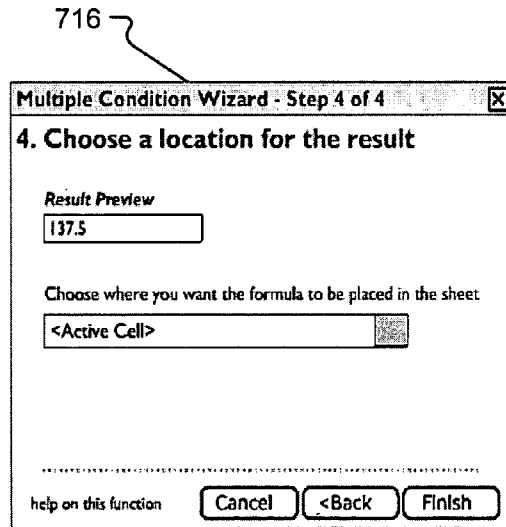 716
Multiple Condition Wizard - Step 4 of 4 X
4. Choose a location for the result
Result Preview
137.5
Choose where you want the formula to be placed in the sheet
<Active Cell>
help on this function Cancel <Back Finish